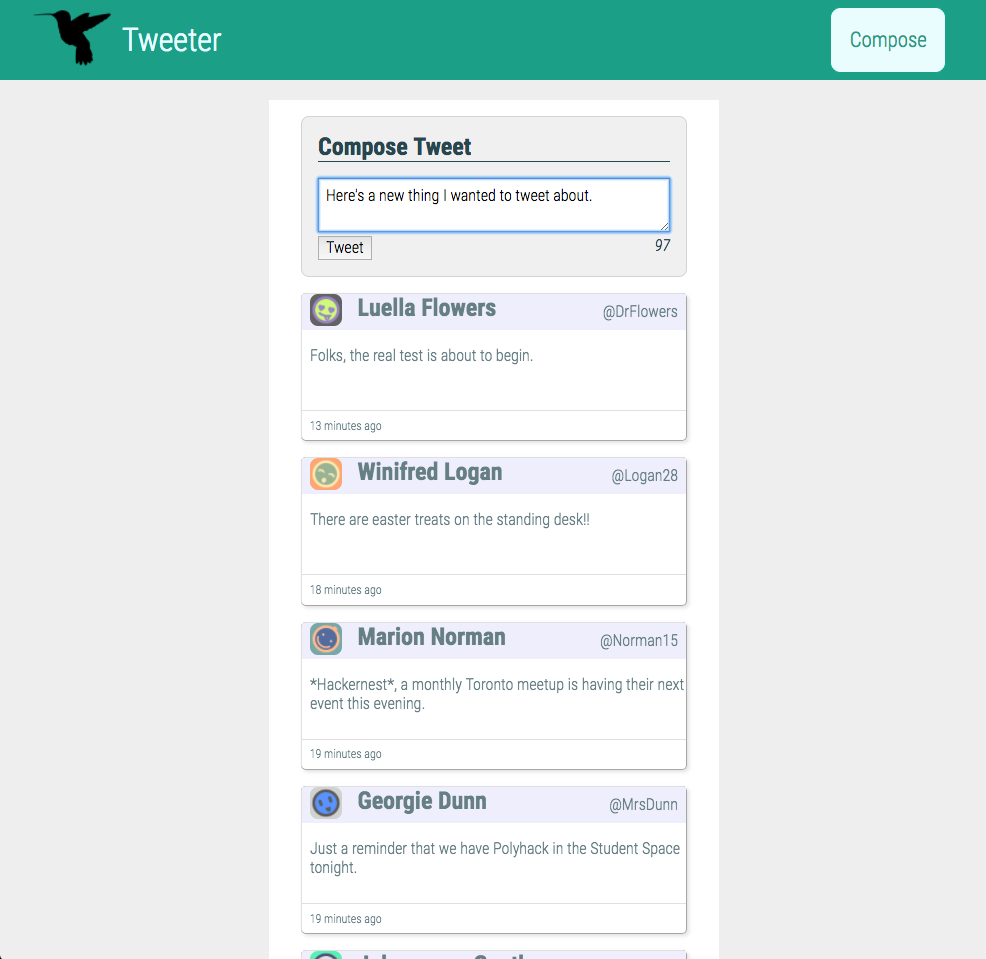 Tweeter
Compose
Compose Tweet
Here's a new thing I wanted to tweet about.
Tweet
97
Luella Flowers
@DrFlowers
Folks, the real test is about to begin.
13 minutes ago
Winifred Logan
@Logan28
There are easter treats on the standing desk!!
18 minutes ago
Marion Norman
@Norman15
*Hackernest*, a monthly Toronto meetup is having their next
event this evening.
19 minutes ago
Georgie Dunn
@MrsDunn
Just a reminder that we have Polyhack in the Student Space
tonight.
19 minutes ago